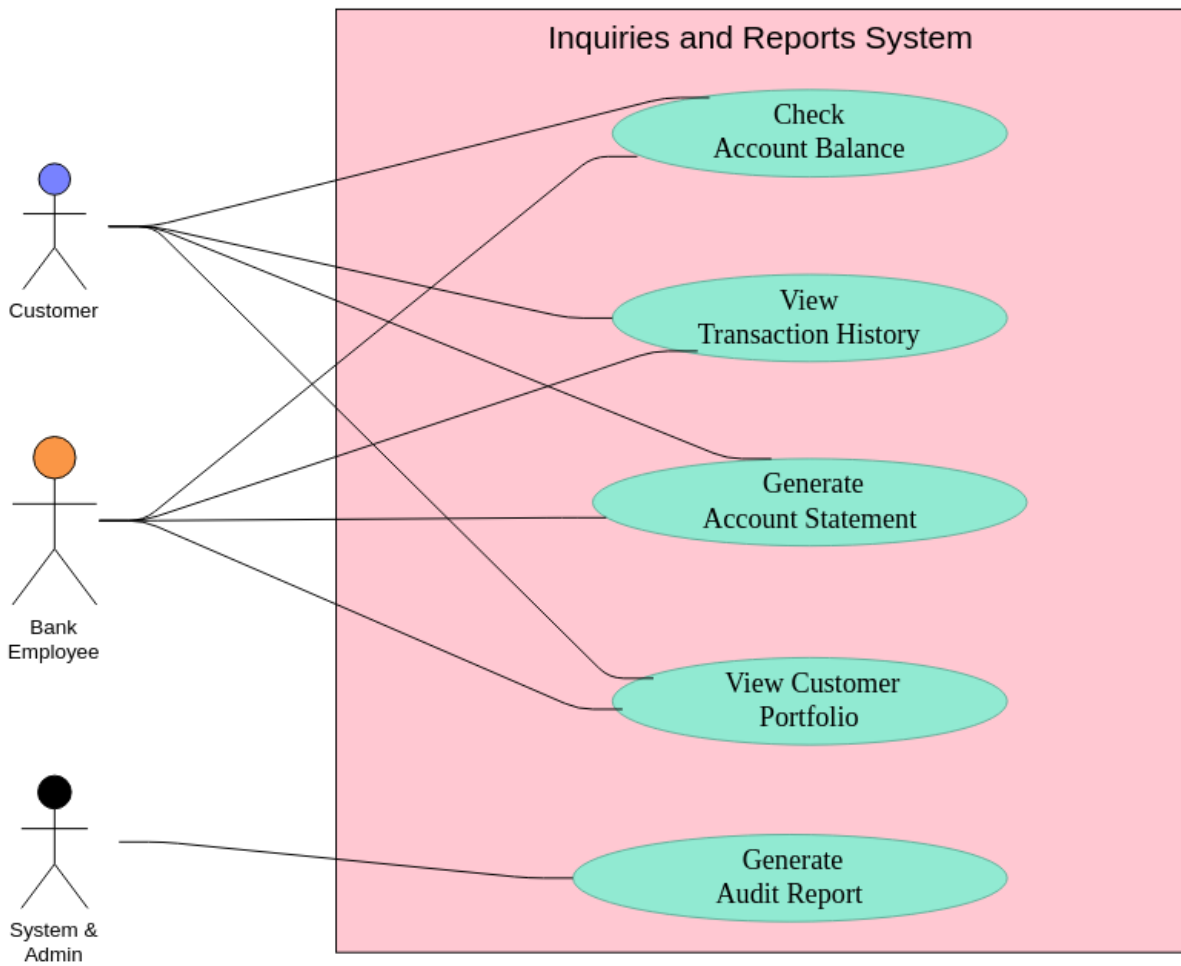 Inquiries and Reports System
Check
Account Balance
Customer
View
Transaction History
Generate
Account Statement
Bank
Employee
View Customer
Portfolio
Generate
Audit Report
System &
Admin